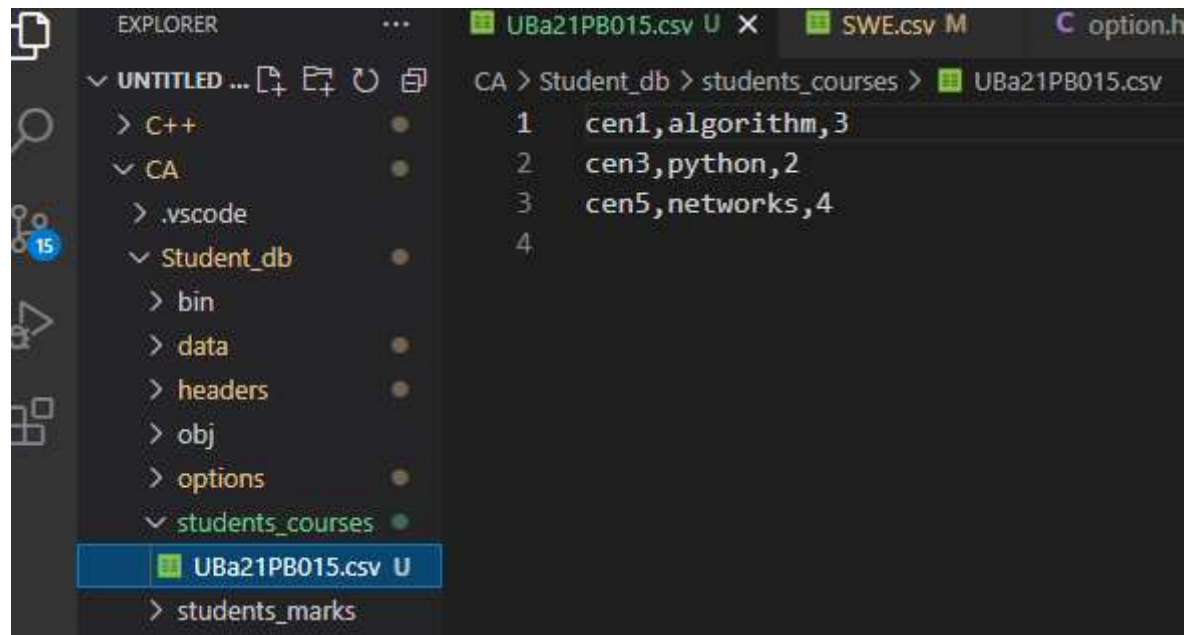 EXPLORER ...
UNTITLED ...
C++
CA
.vscode
15
Student_db
bin
data
headers
obj
options
students_courses
UBa21PB015.csv U
students_marks
UBa21PB015.csv U
SWE.csv M
C option.h
CA > Student_db > students_courses > UBa21PB015.csv
1 cen1,algorithm,3
2 cen3,python,2
3 cen5,networks,4
4